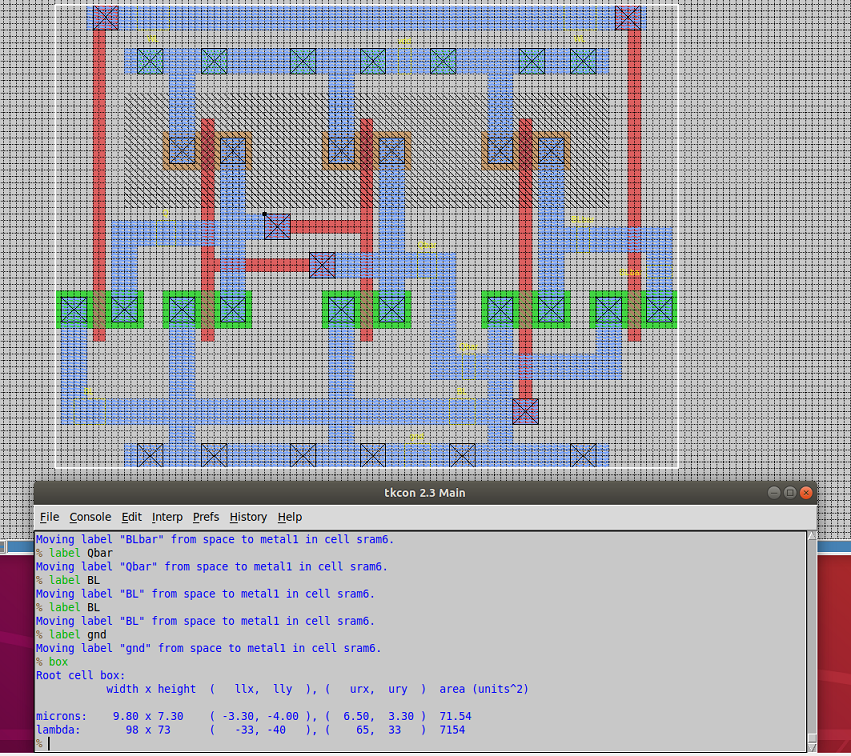 tkcon 2.3 Main
File Console Edit Interp Prefs History Help
Moving label "BLbar" from space to metal1 in cell sram6.
% label Qbar
Moving label "Qbar" from space to metal1 in cell sram6.
% label BL
Moving label "BL" from space to metal1 in cell sram6.
% label BL
Moving label "BL" from space to metal1 in cell sram6.
% label gnd
Moving label "gnd" from space to metal1 in cell sram6.
% box
Root cell box:
width x height ( llx, lly ), ( urx, ury ) area (units^2)
microns: 9.80 x 7.30 ( -3.30, -4.00 ), ( 6.50, 3.30 ) 71.54
lambda: 98 x 73 ( -33, -40 ), ( 65, 33 ) 7154
%